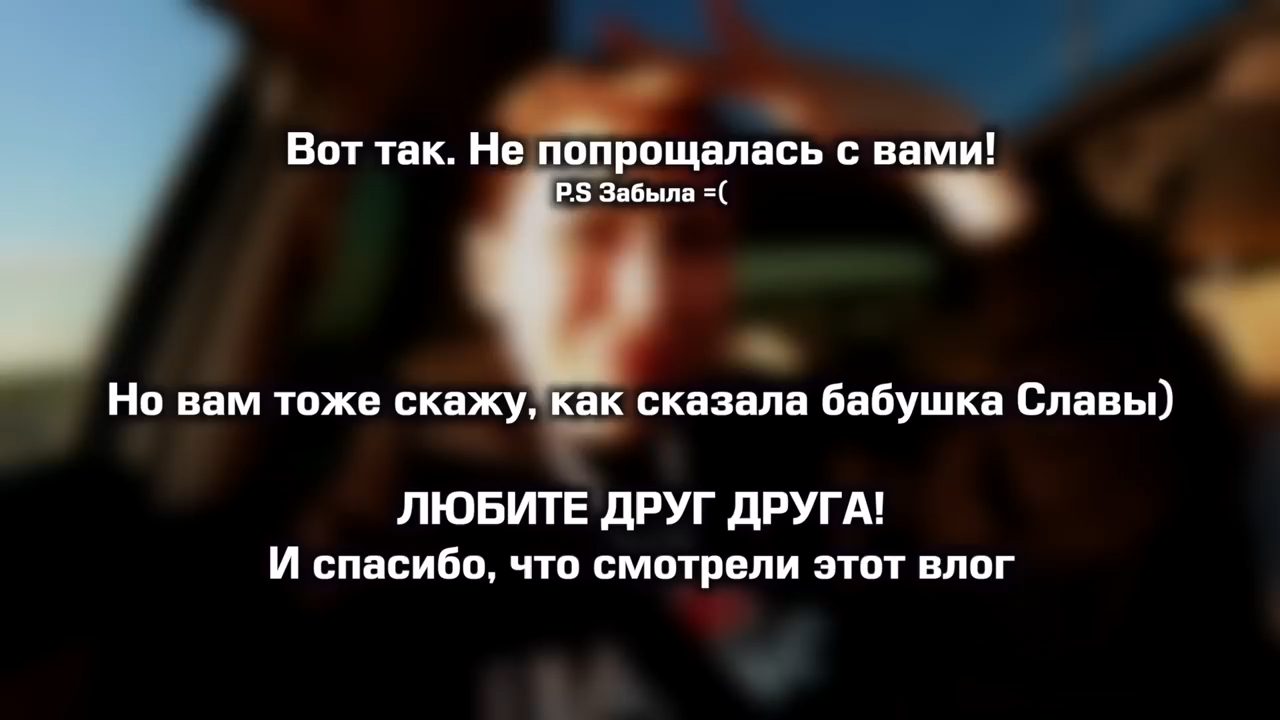 Вот так. Не попрощалась с вами!
P.S Забыла =(
Но вам тоже скажу, как сказала бабушка Славы)
ЛЮБИТЕ ДРУГ ДРУГА!
И спасибо, что смотрели этот влог